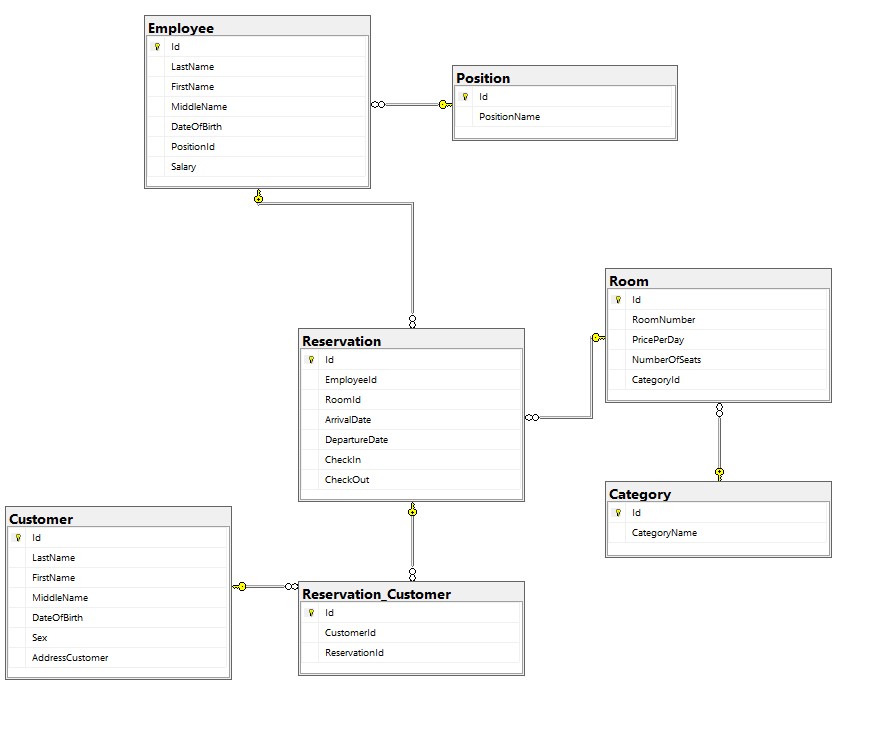 Employee
Id
LastName
FirstName
MiddleName
DateOfBirth
PositionId
Salary
Position
Id
PositionName
Reservation
Id
EmployeeId
RoomId
ArrivalDate
DepartureDate
CheckIn
CheckOut
Room
Id
RoomNumber
PricePerDay
NumberOfSeats
CategoryId
Category
Id
CategoryName
Customer
Id
LastName
FirstName
MiddleName
DateOfBirth
Sex
AddressCustomer
Reservation_Customer
Id
CustomerId
ReservationId